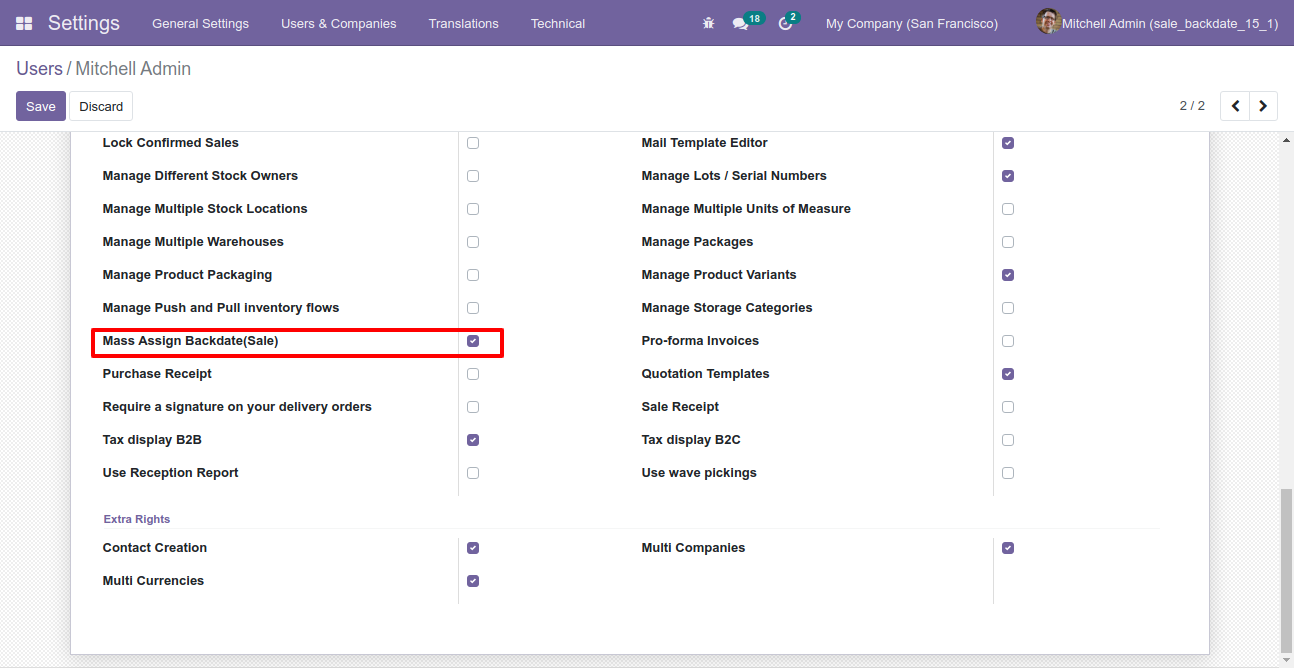 Settings General Settings Users & Companies Translations Technical 18 2 My Company (San Francisco) Mitchell Admin (sale_backdate_15_1)
Users / Mitchell Admin
Save Discard 2 / 2
Lock Confirmed Sales Mail Template Editor
Manage Different Stock Owners Manage Lots / Serial Numbers
Manage Multiple Stock Locations Manage Multiple Units of Measure
Manage Multiple Warehouses Manage Packages
Manage Product Packaging Manage Product Variants
Manage Push and Pull inventory flows Manage Storage Categories
Mass Assign Backdate(Sale) Pro-forma Invoices
Purchase Receipt Quotation Templates
Require a signature on your delivery orders Sale Receipt
Tax display B2B Tax display B2C
Use Reception Report Use wave pickings
Extra Rights
Contact Creation Multi Companies
Multi Currencies